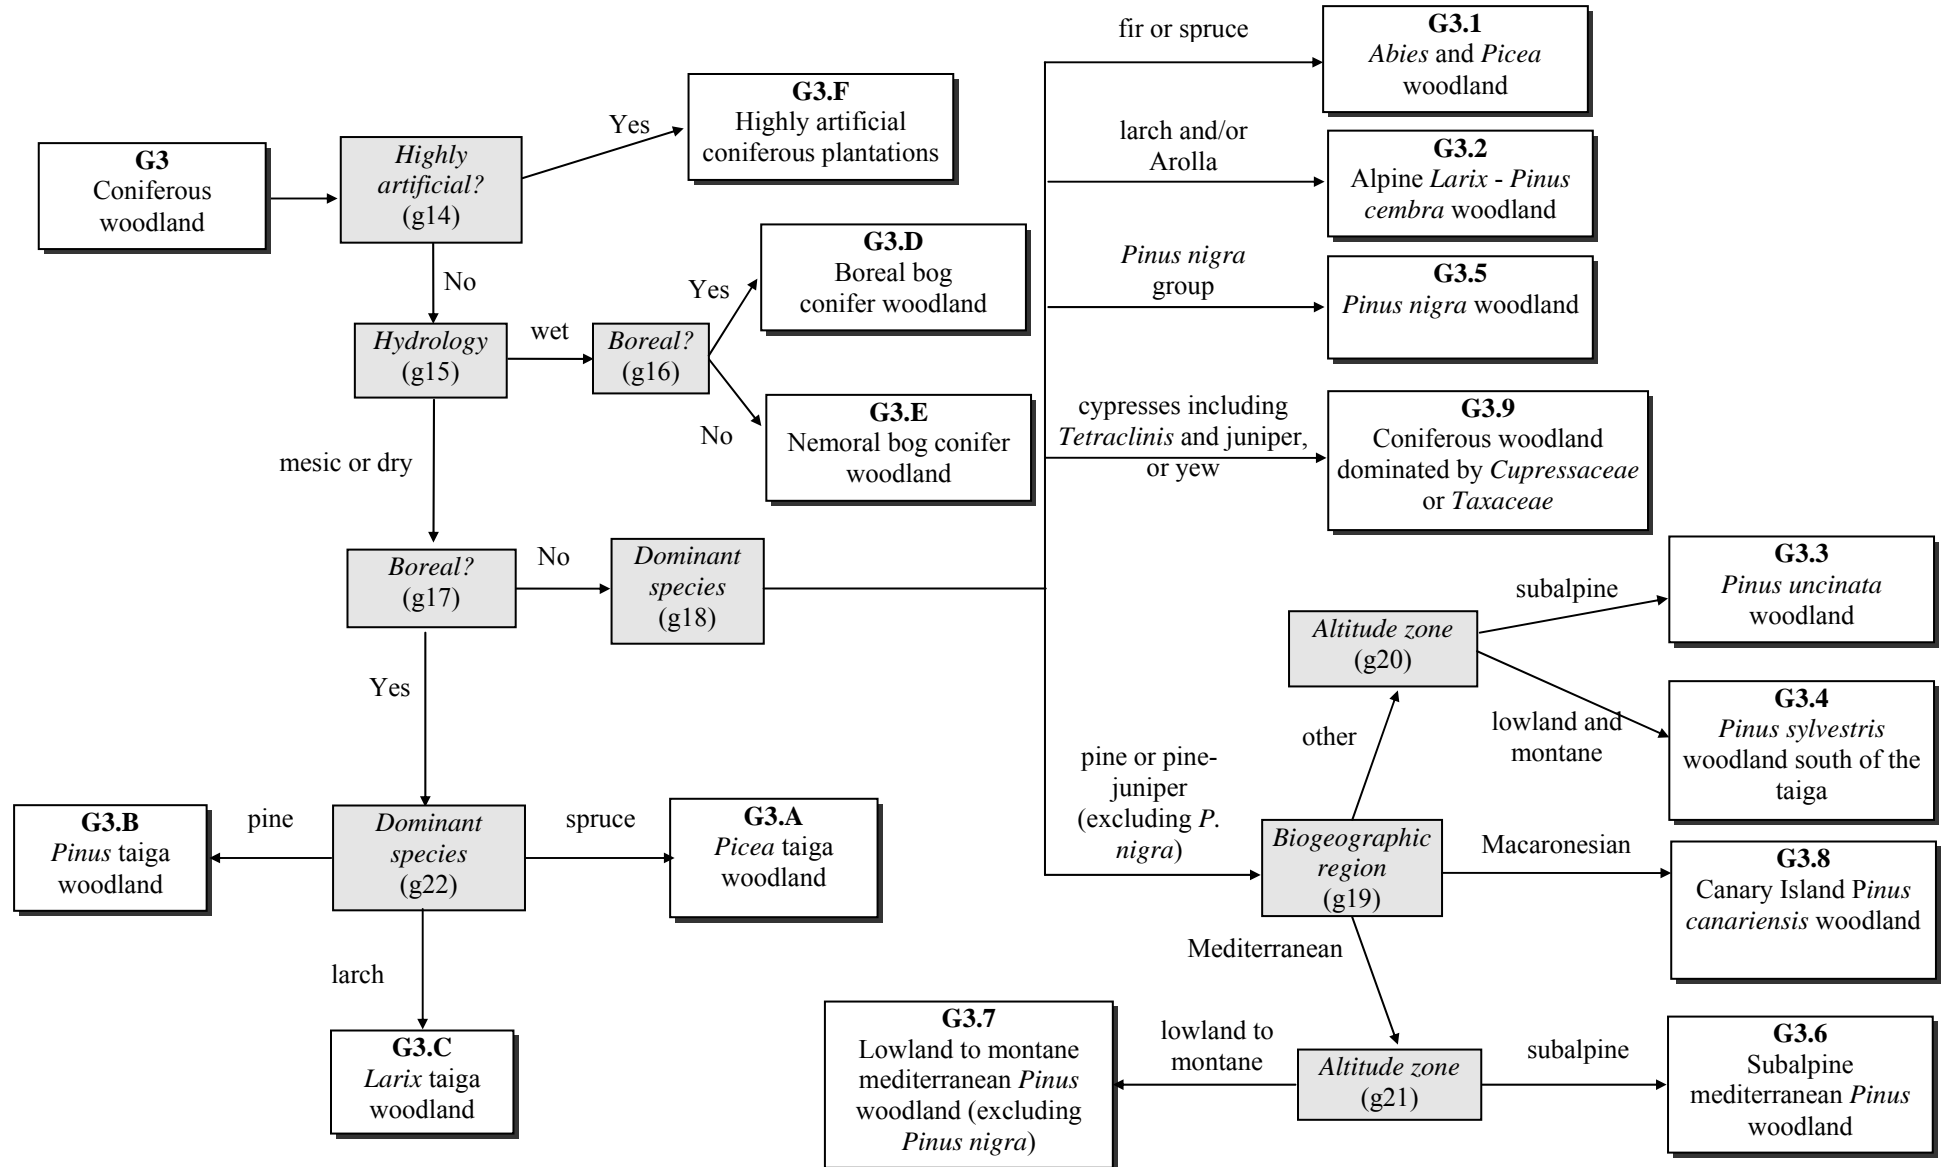 G3
Coniferous
woodland
Highly
artificial?
(g14)
Yes
G3.F
Highly artificial
coniferous plantations
No
Hydrology
(g15)
wet
Boreal?
(g16)
Yes
G3.D
Boreal bog
conifer woodland
No
G3.E
Nemoral bog conifer
woodland
mesic or dry
Boreal?
(g17)
No
Dominant
species
(g18)
Yes
G3.B
Pinus taiga
woodland
pine
Dominant
species
(g22)
spruce
G3.A
Picea taiga
woodland
larch
G3.C
Larix taiga
woodland
fir or spruce
G3.1
Abies and Picea
woodland
larch and/or
Arolla
G3.2
Alpine Larix - Pinus
cembra woodland
Pinus nigra
group
G3.5
Pinus nigra woodland
cypresses including
Tetraclinis and juniper,
or yew
G3.9
Coniferous woodland
dominated by Cupressaceae
or Taxaceae
pine or pine-
juniper
(excluding P.
nigra)
Biogeographic
region
(g19)
other
Altitude zone
(g20)
subalpine
G3.3
Pinus uncinata
woodland
lowland and
montane
G3.4
Pinus sylvestris
woodland south of the
taiga
Macaronesian
G3.8
Canary Island Pinus
canariensis woodland
Mediterranean
Altitude zone
(g21)
lowland to
montane
G3.7
Lowland to montane
mediterranean Pinus
woodland (excluding
Pinus nigra)
subalpine
G3.6
Subalpine
mediterranean Pinus
woodland